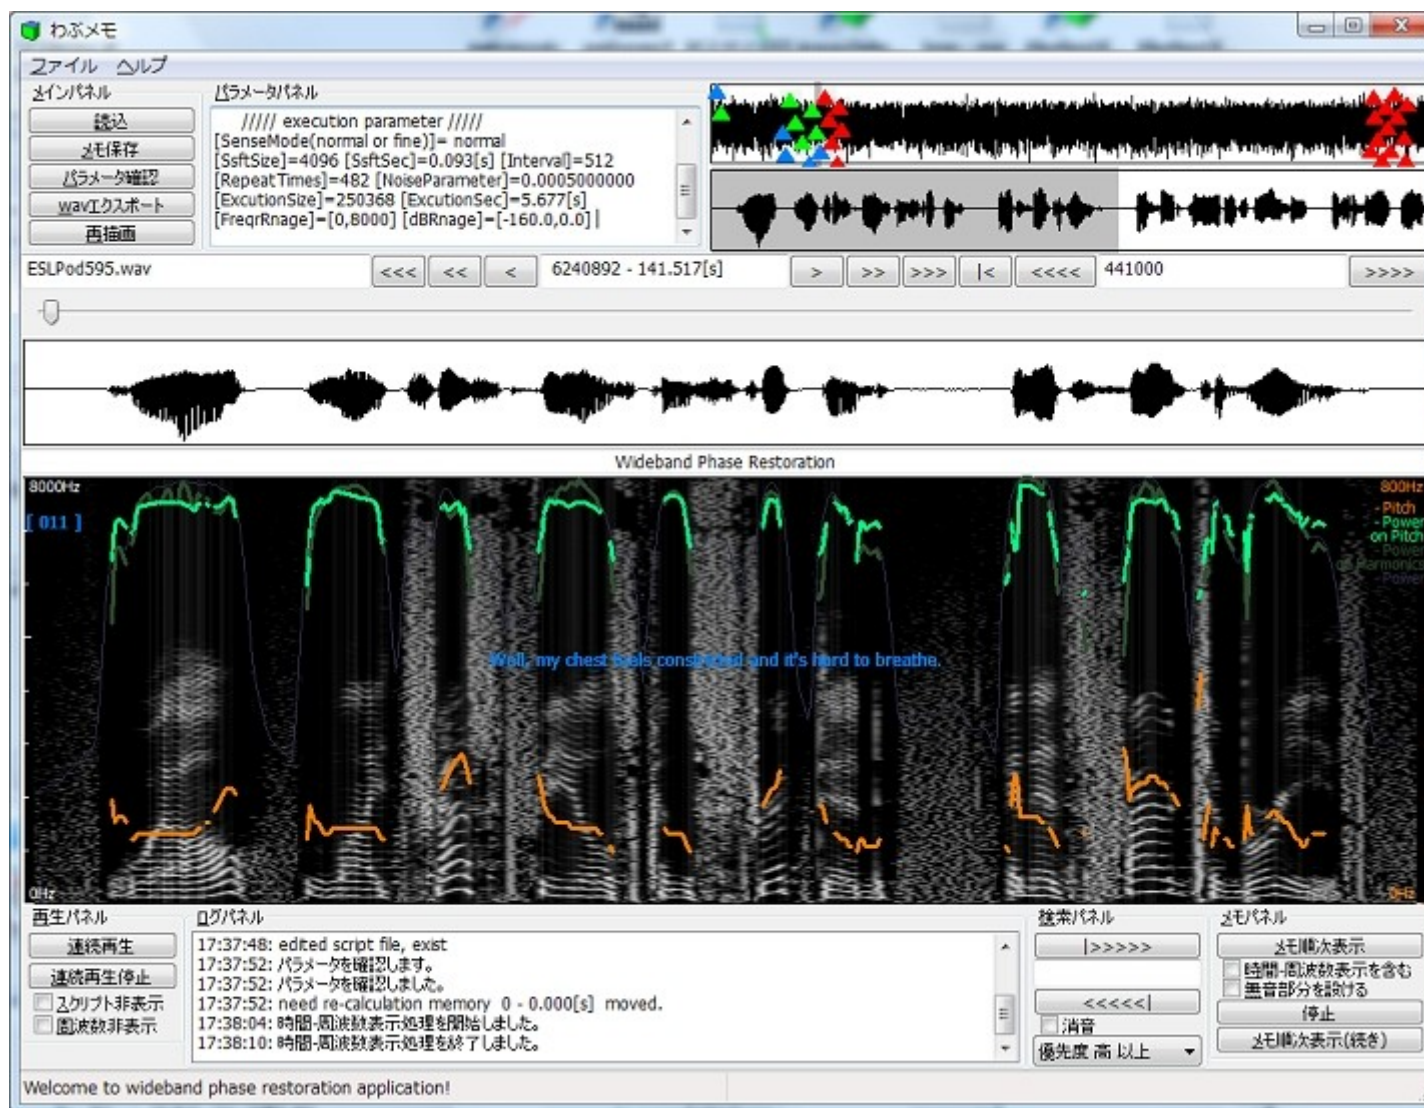 わぶメモ
ファイル ヘルプ
メインパネル
読込
メモ保存
パラメータ確認
wavエクスポート
再描画
パラメータパネル
///// execution parameter /////
[SenseMode(normal or fine)]= normal
[SsftSize]=4096 [SsftSec]=0.093[s] [Interval]=512
[RepeatTimes]=482 [NoiseParameter]=0.0005000000
[ExcutionSize]=250368 [ExcutionSec]=5.677[s]
[FreqrRnage]=[0,8000] [dBRnage]=[-160.0,0.0]
ESLPod595.wav <<< << < 6240892 - 141.517[s] > >> >>> |< <<<< 441000 >>>>
Wideband Phase Restoration
8000Hz
[ 011 ]
800Hz
- Pitch
- Power
on Pitch
- Power
on Harmonics
- Power
Well, my chest feels constricted and it's hard to breathe.
0Hz
0Hz
再生パネル
連続再生
連続再生停止
スクリプト非表示
周波数非表示
ログパネル
17:37:48: edited script file, exist
17:37:52: パラメータを確認します。
17:37:52: パラメータを確認しました。
17:37:52: need re-calculation memory 0 - 0.000[s] moved.
17:38:04: 時間-周波数表示処理を開始しました。
17:38:10: 時間-周波数表示処理を終了しました。
検索パネル
|>>>>>
<<<<<|
消音
優先度 高 以上
メモパネル
メモ順次表示
時間-周波数表示を含む
無音部分を設ける
停止
メモ順次表示(続き)
Welcome to wideband phase restoration application!